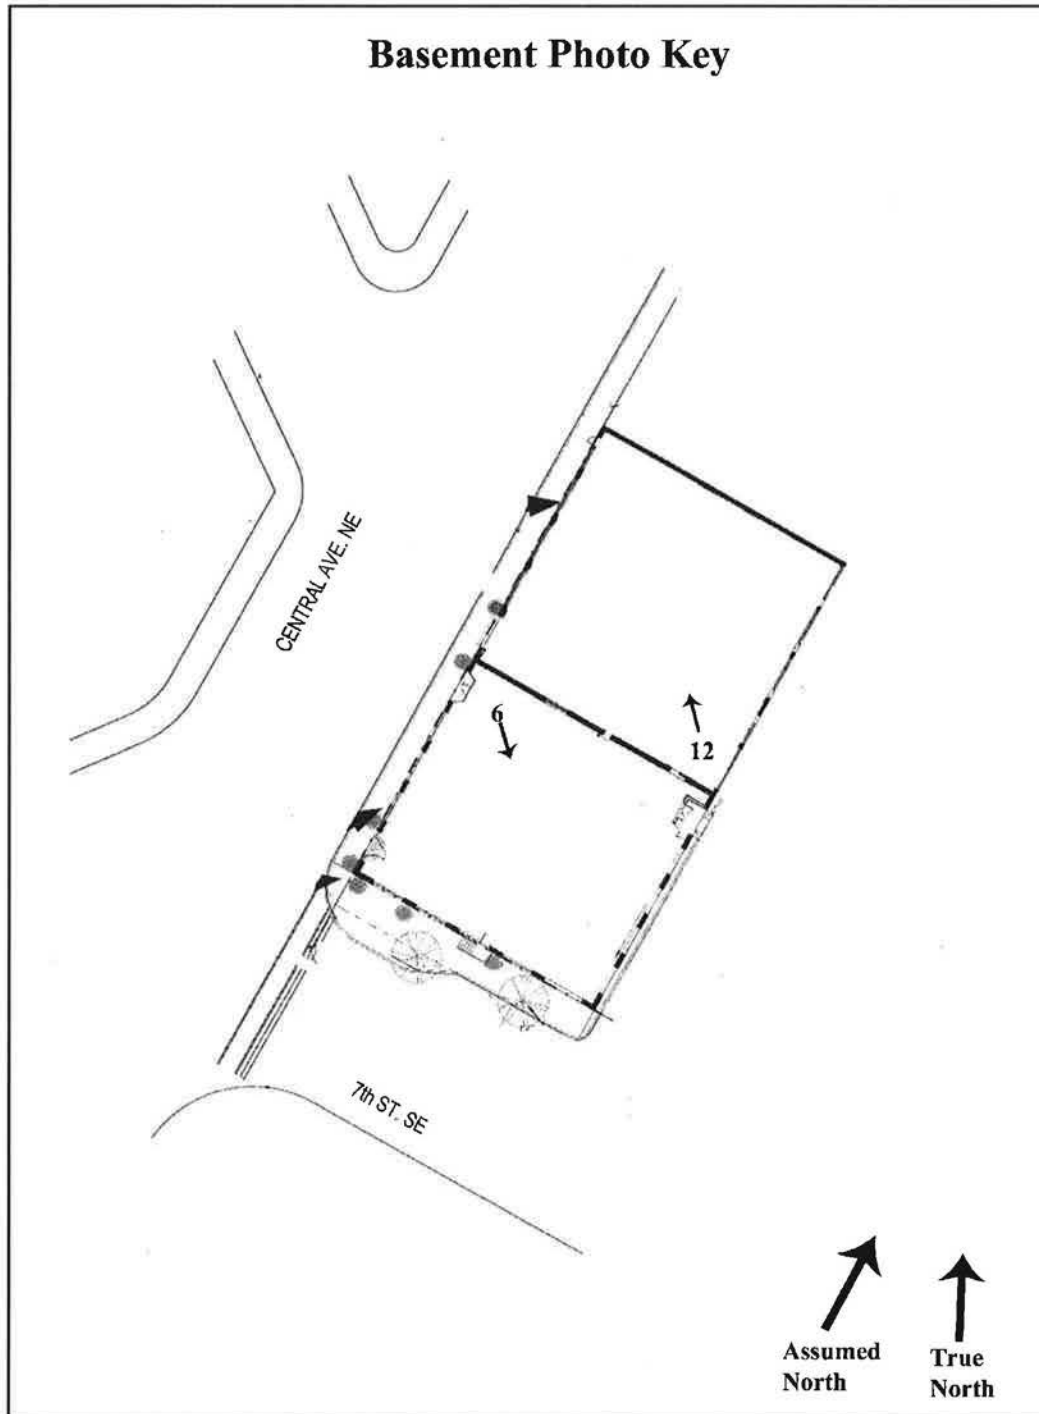 Basement Photo Key
CENTRAL AVE. NE
6
12
7th ST. SE
Assumed
North
True
North